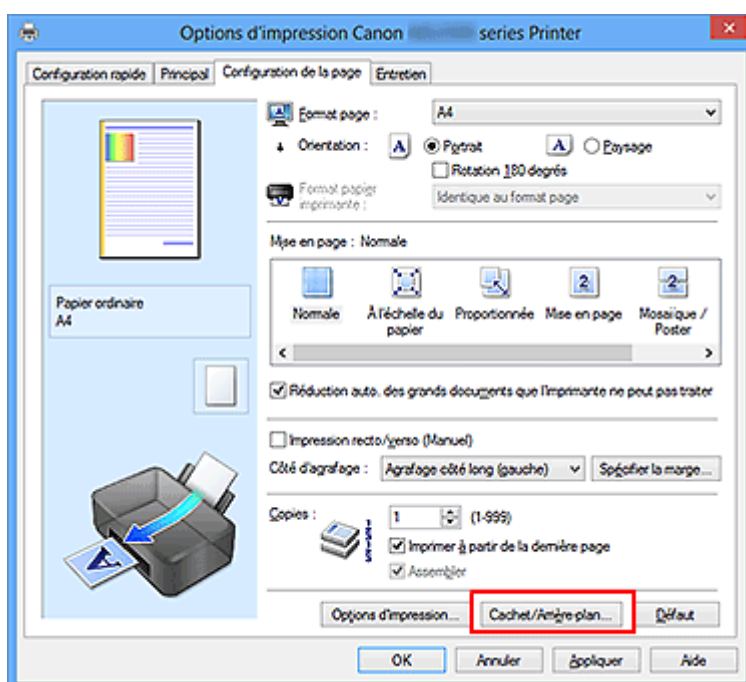 Options d'impression Canon series Printer
Configuration rapide Principal Configuration de la page Entretien
Format page : A4
Orientation : A Portrait A Paysage
Rotation 180 degrés
Format papier imprimante : Identique au format page
Mise en page : Normale
Papier ordinaire
A4
2 2
Normale À l'échelle du papier Proportionnée Mise en page Mosaïque / Poster
Réduction auto. des grands documents que l'imprimante ne peut pas traiter
Impression recto/verso (Manuel)
Côté d'agrafage : Agrafage côté long (gauche) Spécifier la marge...
Copies : 1 (1-999)
Imprimer à partir de la dernière page
Assembler
A
Options d'impression... Cachet/Arrière-plan... Défaut
OK Annuler Appliquer Aide